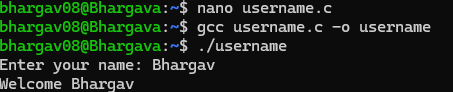 bhargav08@Bhargava:~$ nano username.c
bhargav08@Bhargava:~$ gcc username.c -o username
bhargav08@Bhargava:~$ ./username
Enter your name: Bhargav
Welcome Bhargav